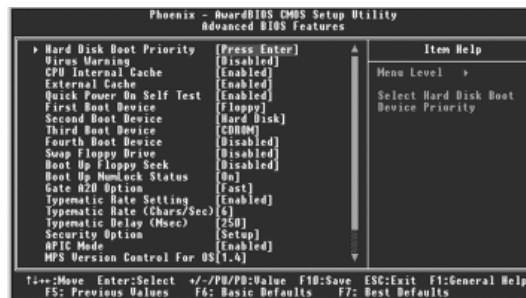 Phoenix - AwardBIOS CMOS Setup Utility
Advanced BIOS Features
Hard Disk Boot Priority [Press Enter]
Virus Warning [Disabled]
CPU Internal Cache [Enabled]
External Cache [Enabled]
Quick Power On Self Test [Enabled]
First Boot Device [Floppy]
Second Boot Device [Hard Disk]
Third Boot Device [CDROM]
Fourth Boot Device [Disabled]
Swap Floppy Drive [Disabled]
Boot Up Floppy Seek [Disabled]
Boot Up NumLock Status [On]
Gate A20 Option [Fast]
Typematic Rate Setting [Enabled]
Typematic Rate (Chars/Sec) [6]
Typematic Delay (Msec) [250]
Security Option [Setup]
APIC Mode [Enabled]
MPS Version Control For OS [1.4]
Item Help
Menu Level
Select Hard Disk Boot
Device Priority
↑↓→←:Move Enter:Select +/-/PU/PD:Value F10:Save ESC:Exit F1:General Help
F5: Previous Values F6: Basic Defaults F7: Best Defaults